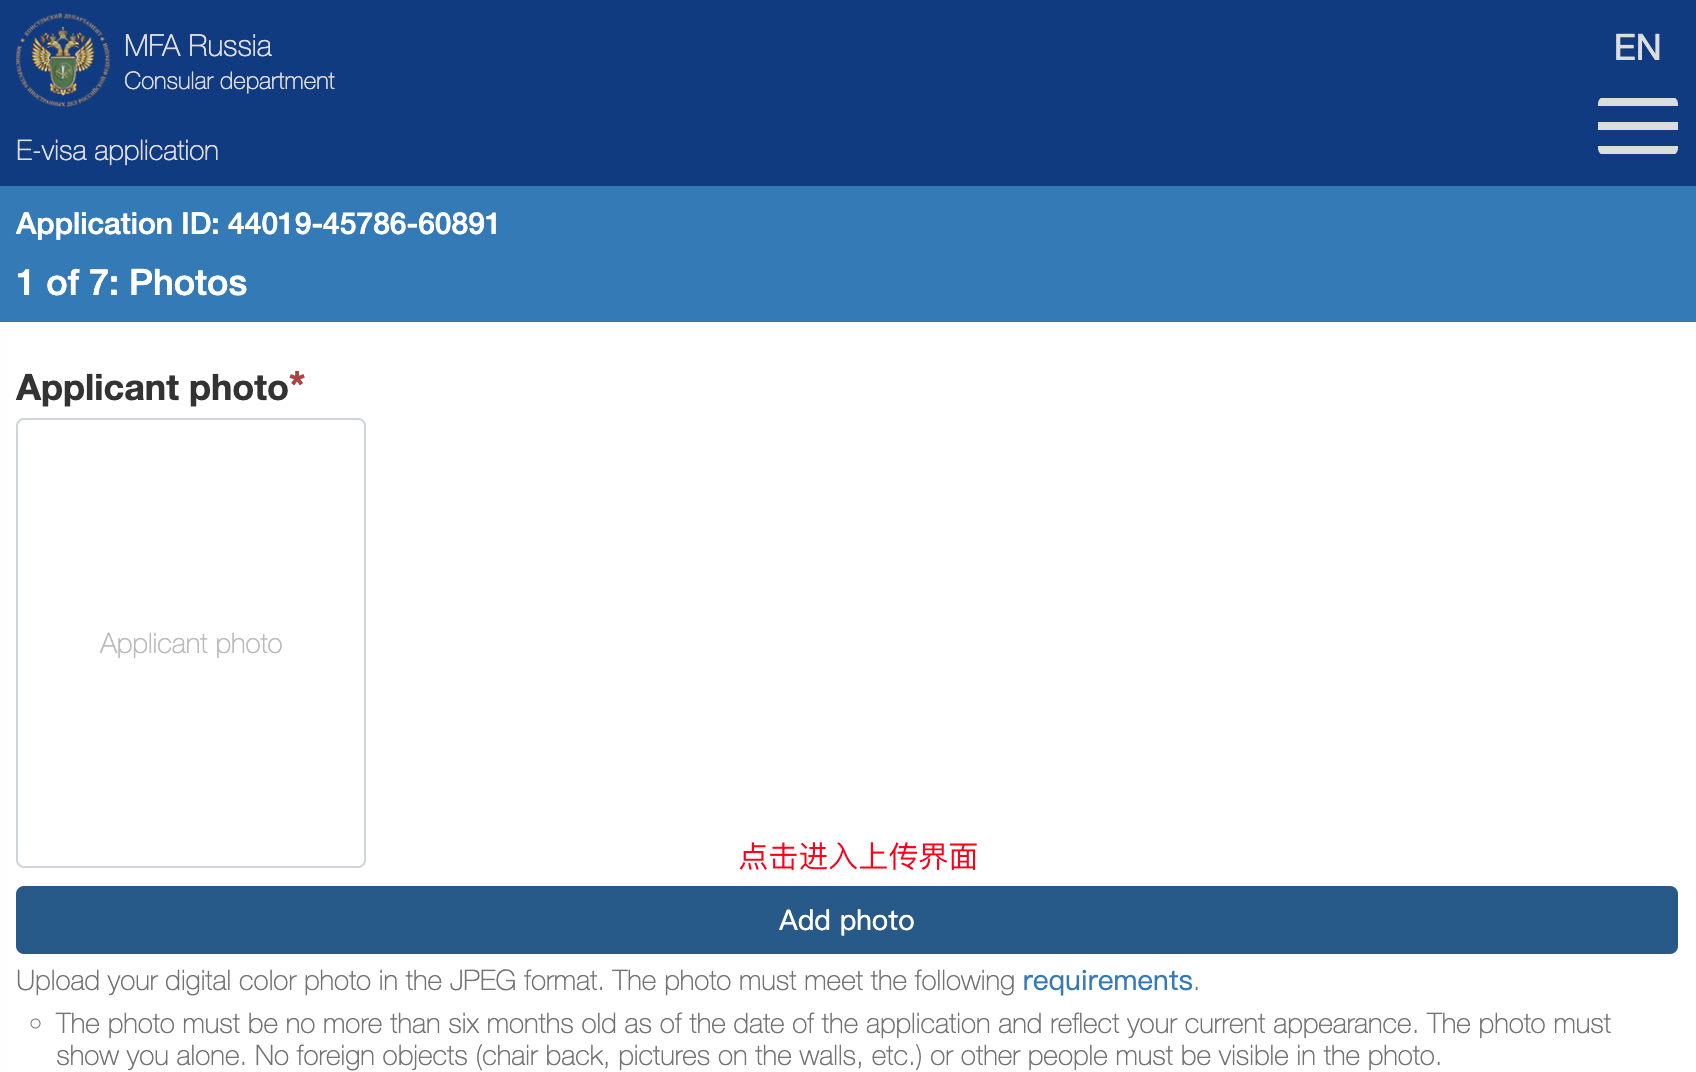 MFA Russia
Consular department
EN
E-visa application
Application ID: 44019-45786-60891
1 of 7: Photos
Applicant photo*
Applicant photo
点击进入上传界面
Add photo
Upload your digital color photo in the JPEG format. The photo must meet the following requirements.
The photo must be no more than six months old as of the date of the application and reflect your current appearance. The photo must
show you alone. No foreign objects (chair back, pictures on the walls, etc.) or other people must be visible in the photo.